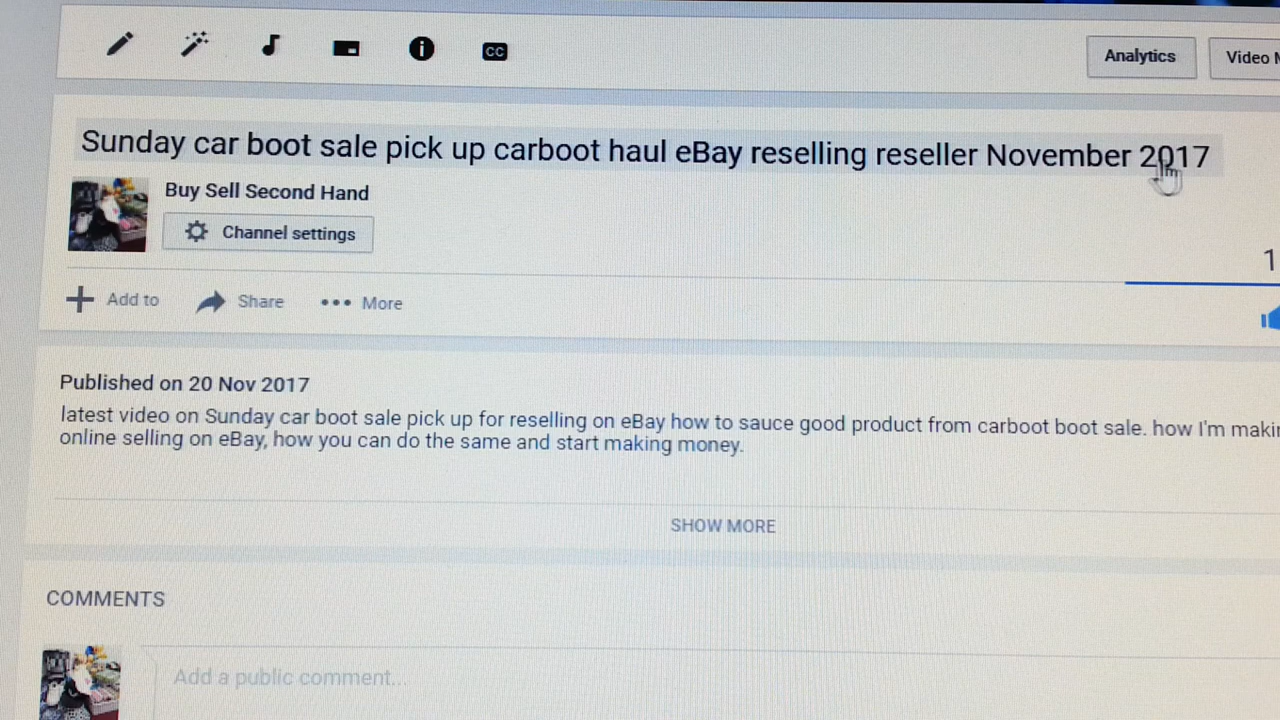 CC
Analytics
Video
Sunday car boot sale pick up carboot haul eBay reselling reseller November 2017
Buy Sell Second Hand
Channel settings
1
Add to
Share
More
Published on 20 Nov 2017
latest video on Sunday car boot sale pick up for reselling on eBay how to sauce good product from carboot boot sale. how I'm
online selling on eBay, how you can do the same and start making money.
SHOW MORE
COMMENTS
Add a public comment...